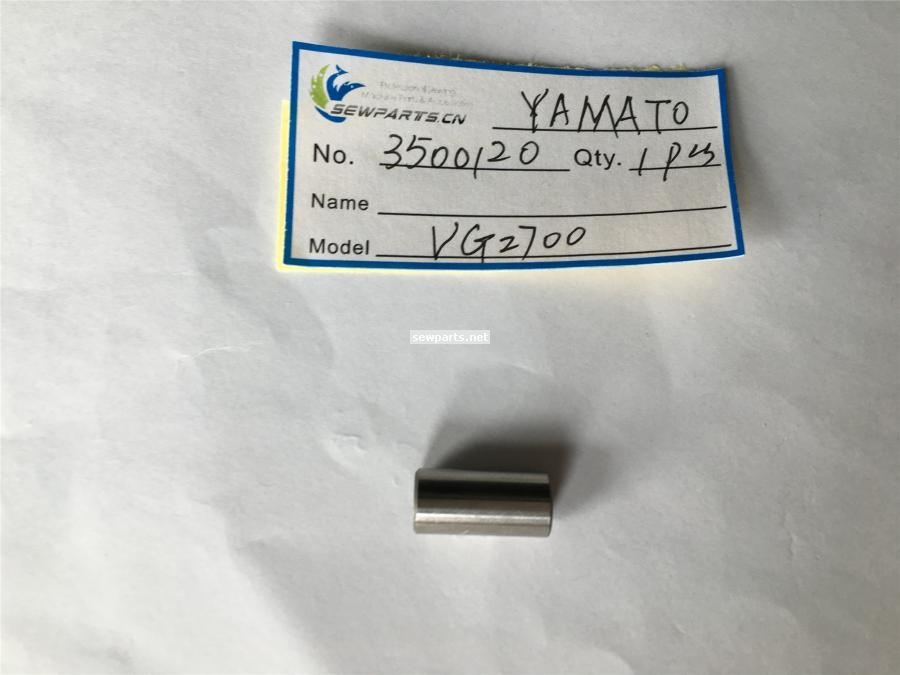 YAMATO
SEWPARTS.CN
No. 3500120 Qty. 1 pcs
Name
Model VG2700
sewparts.net